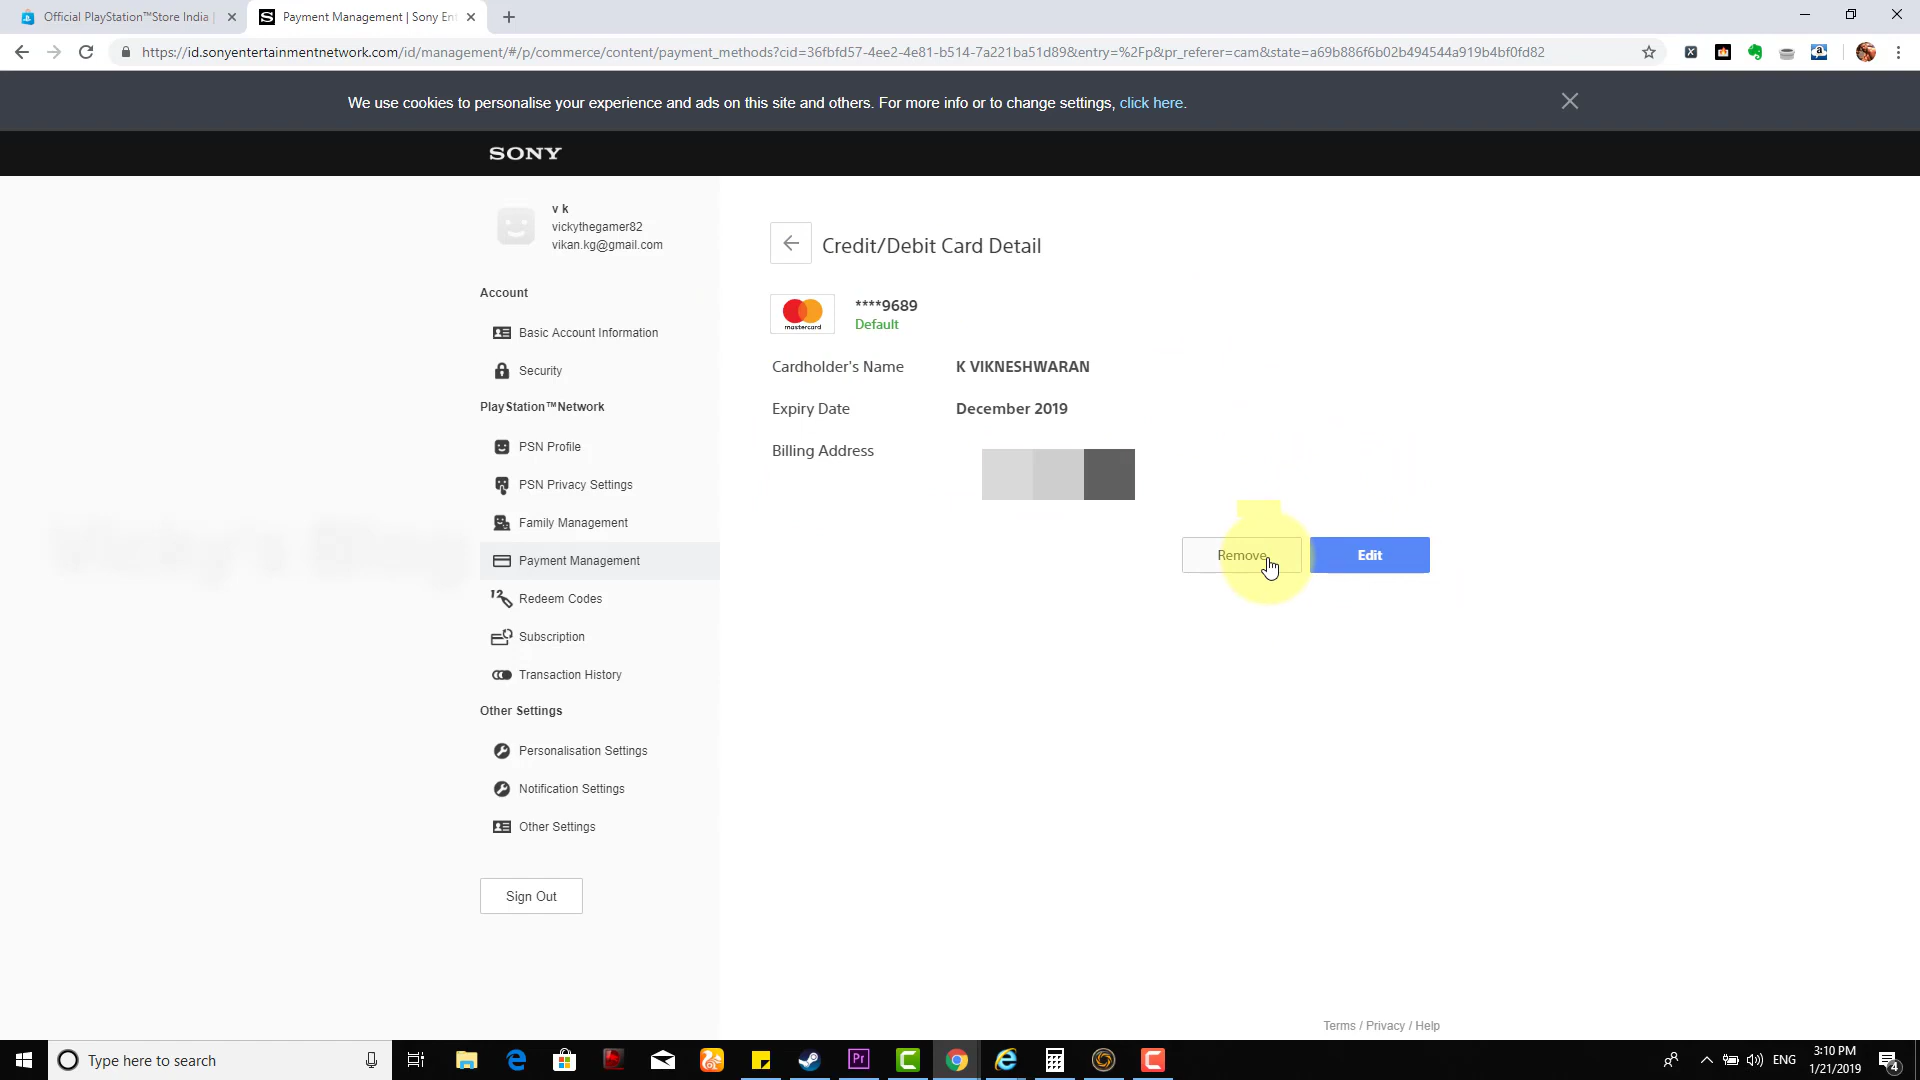 Official PlayStation™Store India
Payment Management | Sony Ent
https://id.sonyentertainmentnetwork.com/id/management/#/p/commerce/content/payment_methods?cid=36fbfd57-4ee2-4e81-b514-7a221ba51d89&entry=%2Fp&pr_referer=cam&state=a69b886f6b02b494544a919b4bf0fd82
We use cookies to personalise your experience and ads on this site and others. For more info or to change settings, click here.
SONY
v k
vickythegamer82
vikan.kg@gmail.com
Account
Basic Account Information
Security
PlayStation™Network
PSN Profile
PSN Privacy Settings
Family Management
Payment Management
Redeem Codes
Subscription
Transaction History
Other Settings
Personalisation Settings
Notification Settings
Other Settings
Sign Out
Credit/Debit Card Detail
mastercard
****9689
Default
Cardholder's Name K VIKNESHWARAN
Expiry Date December 2019
Billing Address
Remove Edit
Vicky's Blog
Terms / Privacy / Help
Type here to search
Pr
ENG
3:10 PM
1/21/2019
4